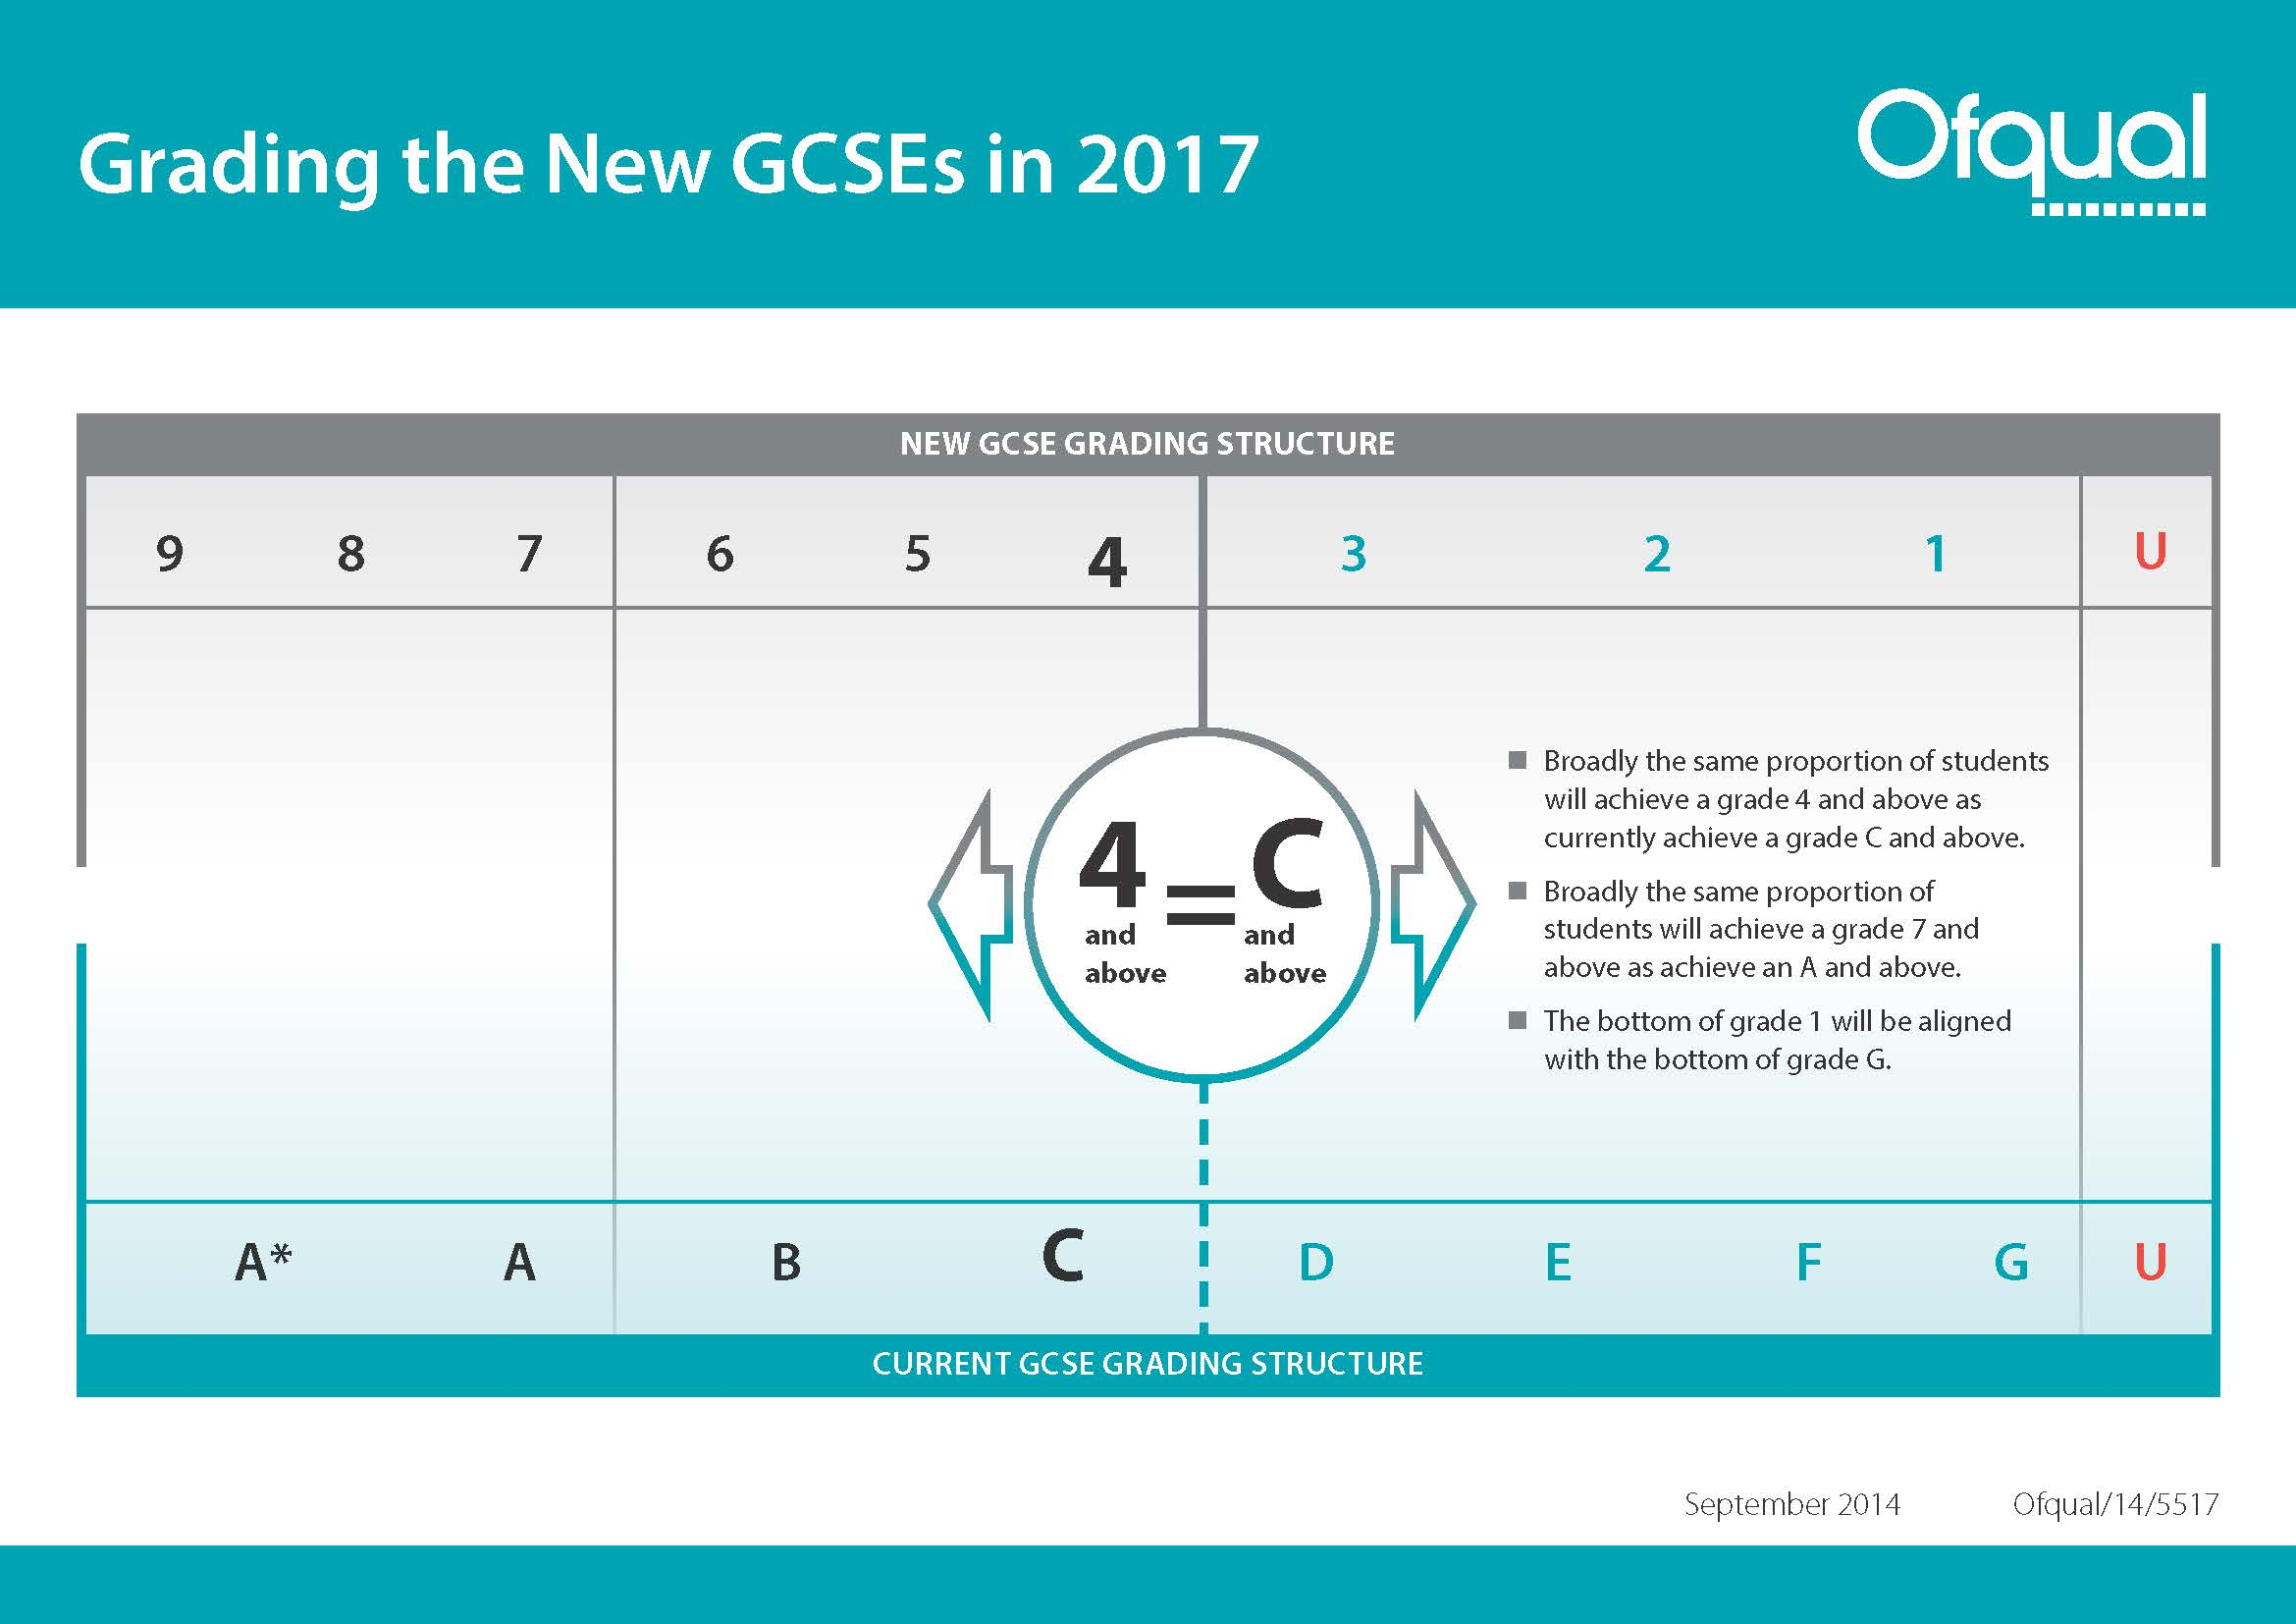 Grading the New GCSEs in 2017
Ofqual
NEW GCSE GRADING STRUCTURE
9 8 7 6 5 4 3 2 1 U
4 = C
and and
above above
Broadly the same proportion of students
will achieve a grade 4 and above as
currently achieve a grade C and above.
Broadly the same proportion of
students will achieve a grade 7 and
above as achieve an A and above.
The bottom of grade 1 will be aligned
with the bottom of grade G.
A* A B C D E F G U
CURRENT GCSE GRADING STRUCTURE
September 2014 Ofqual/14/5517